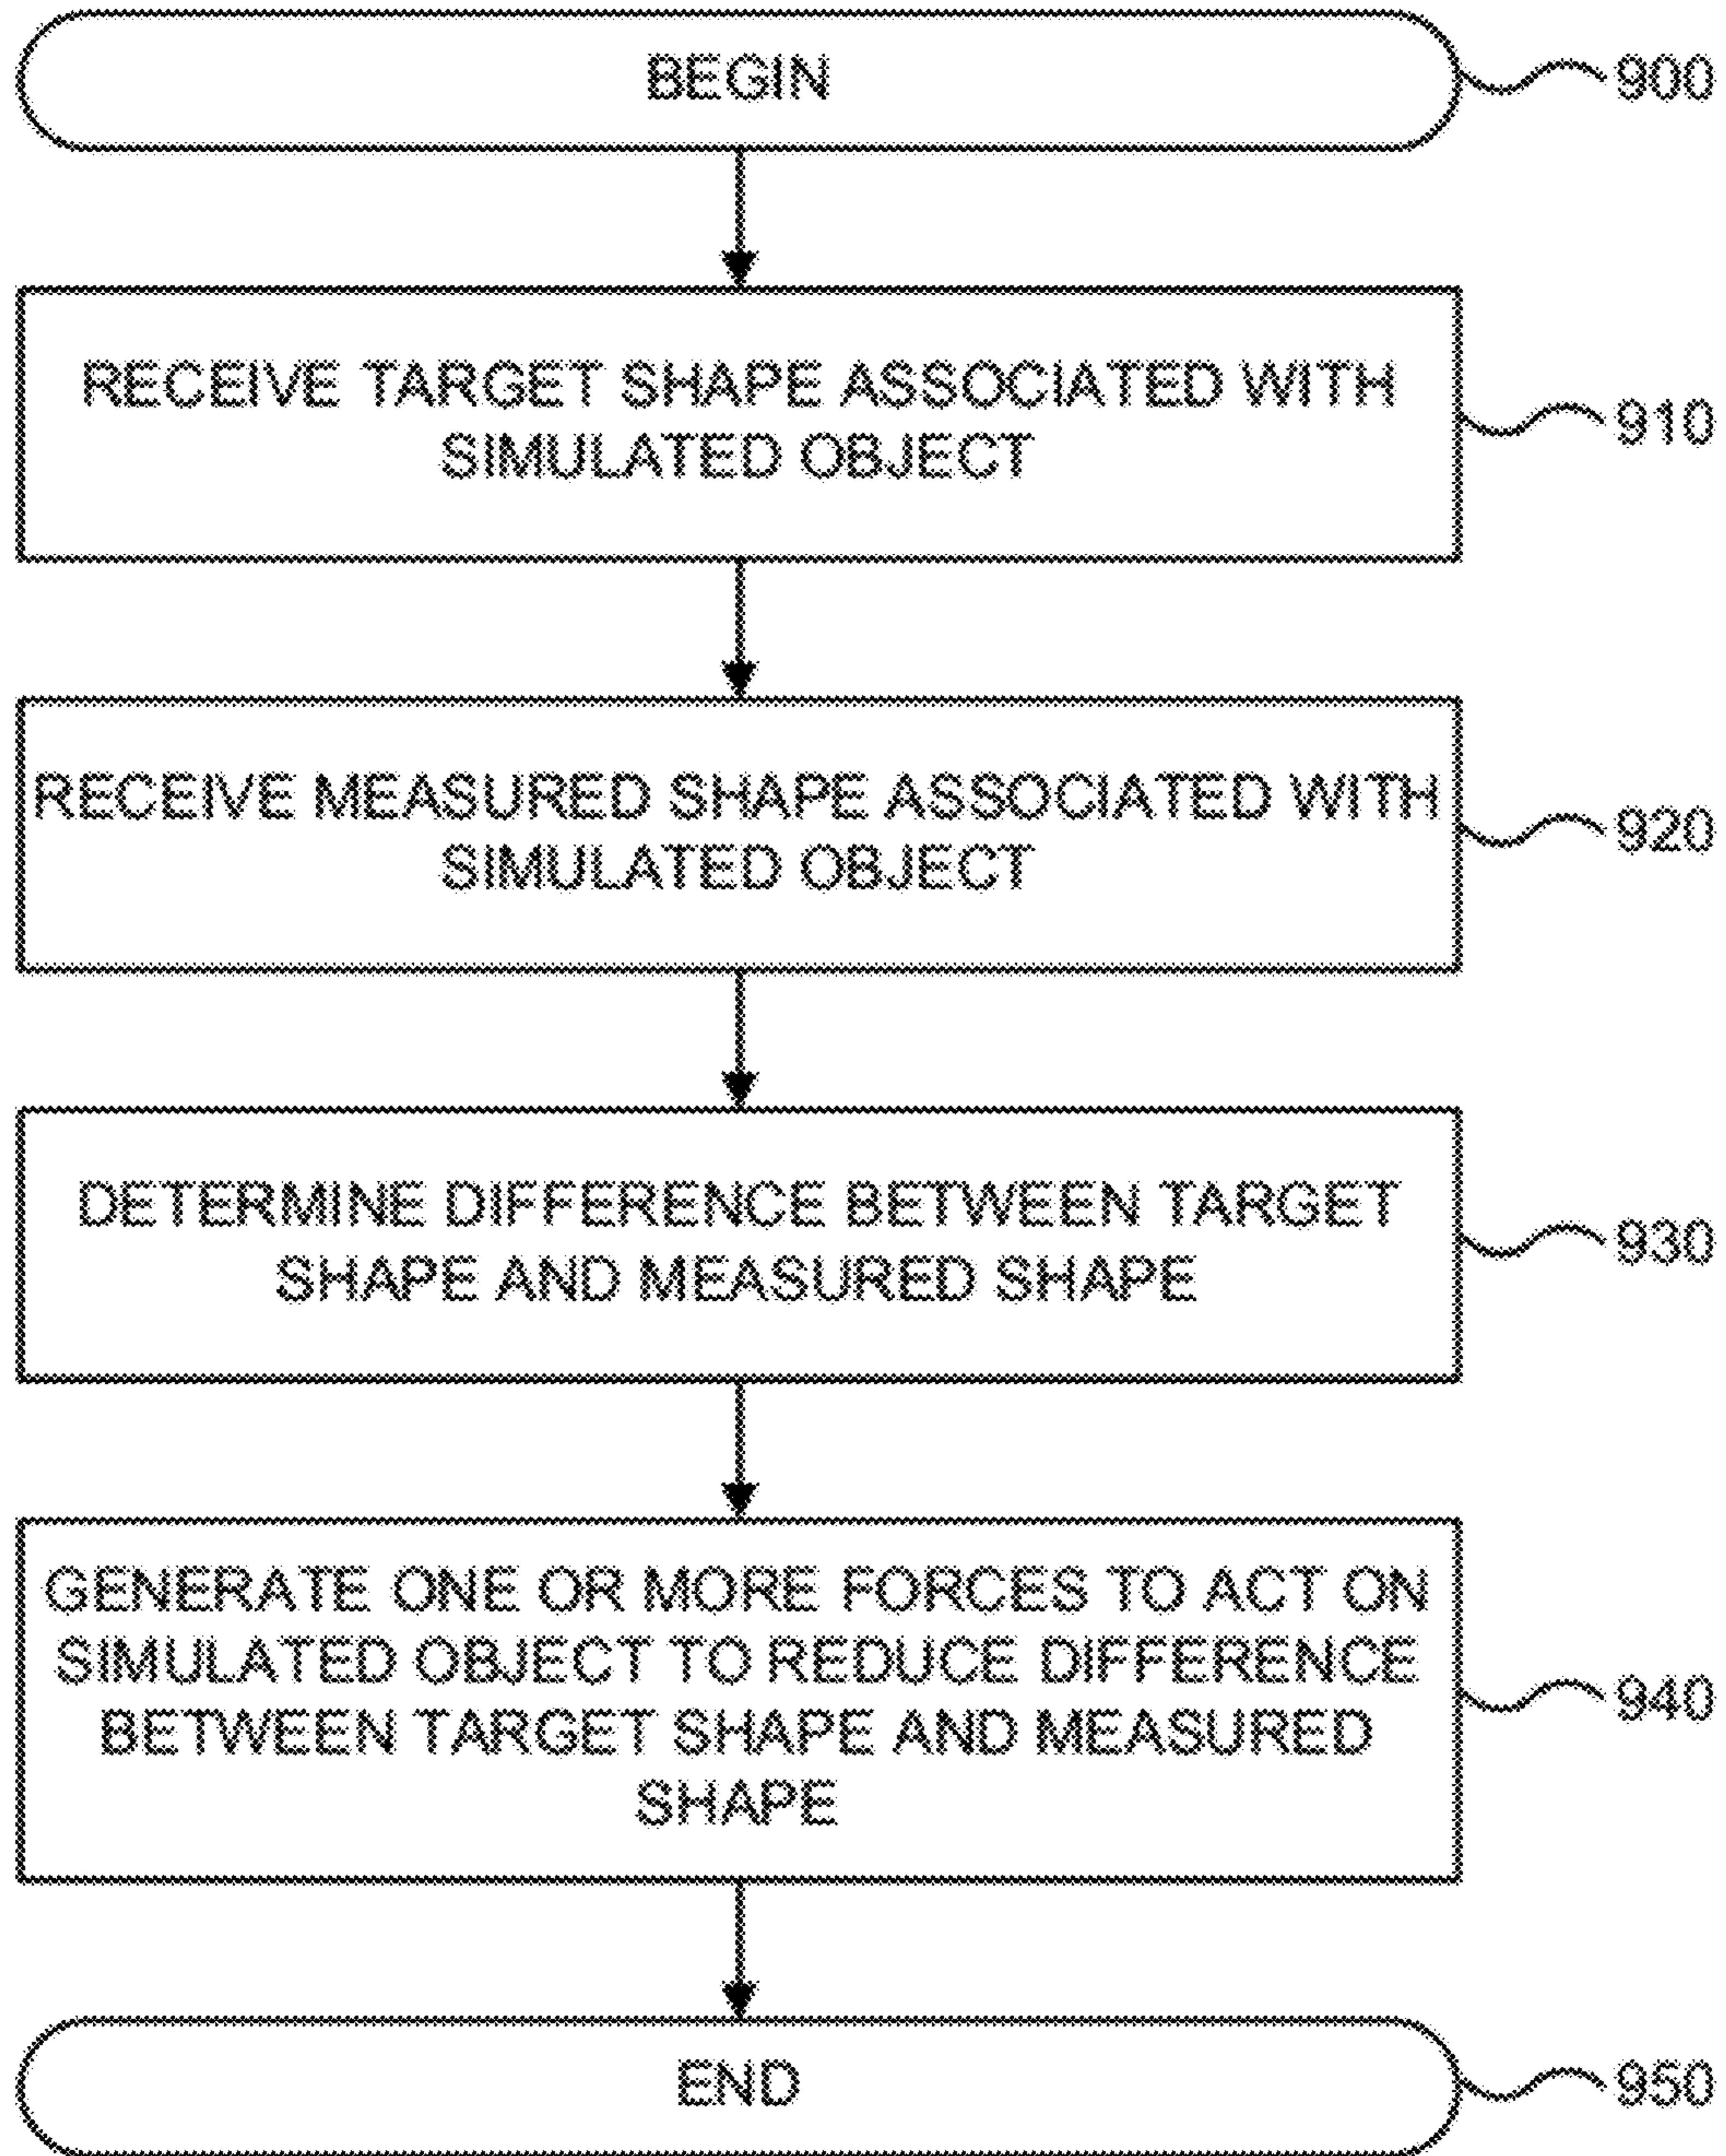 BEGIN
900
RECEIVE TARGET SHAPE ASSOCIATED WITH
SIMULATED OBJECT
910
RECEIVE MEASURED SHAPE ASSOCIATED WITH
SIMULATED OBJECT
920
DETERMINE DIFFERENCE BETWEEN TARGET
SHAPE AND MEASURED SHAPE
930
GENERATE ONE OR MORE FORCES TO ACT ON
SIMULATED OBJECT TO REDUCE DIFFERENCE
BETWEEN TARGET SHAPE AND MEASURED
SHAPE
940
END
950